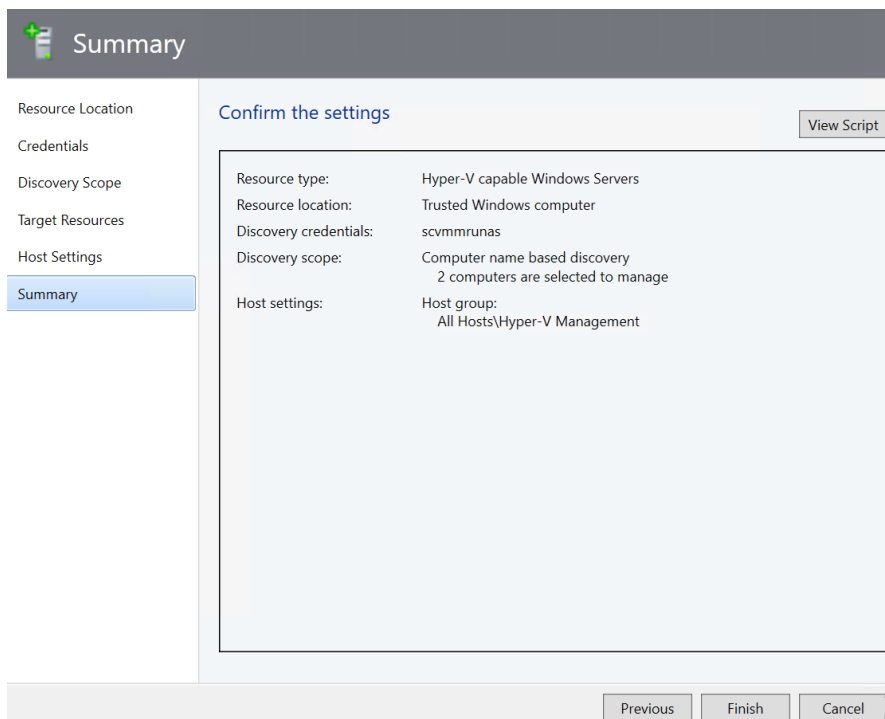 Summary
Resource Location
Credentials
Discovery Scope
Target Resources
Host Settings
Summary
Confirm the settings
View Script
Resource type: Hyper-V capable Windows Servers
Resource location: Trusted Windows computer
Discovery credentials: scvmmrunas
Discovery scope: Computer name based discovery
2 computers are selected to manage
Host settings: Host group:
All Hosts\Hyper-V Management
Previous Finish Cancel